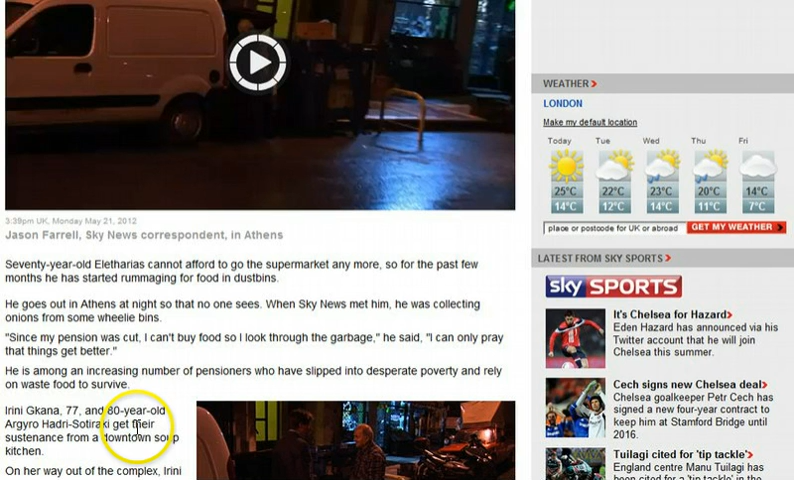 3:39pm UK, Monday May 21, 2012
Jason Farrell, Sky News correspondent, in Athens
Seventy-year-old Eletharias cannot afford to go the supermarket any more, so for the past few
months he has started rummaging for food in dustbins.
He goes out in Athens at night so that no one sees. When Sky News met him, he was collecting
onions from some wheelie bins.
"Since my pension was cut, I can't buy food so I look through the garbage," he said, "I can only pray
that things get better."
He is among an increasing number of pensioners who have slipped into desperate poverty and rely
on waste food to survive.
Irini Gkana, 77, and 80-year-old
Argyro Hadri-Sotiraki get their
sustenance from a downtown soup
kitchen.
On her way out of the complex, Irini
WEATHER
LONDON
Make my default location
Today Tue Wed Thu Fri
25°C 22°C 23°C 20°C 14°C
14°C 12°C 14°C 11°C 7°C
place or postcode for UK or abroad GET MY WEATHER
LATEST FROM SKY SPORTS
sky SPORTS
It's Chelsea for Hazard
Eden Hazard has announced via his
Twitter account that he will join
Chelsea this summer.
Cech signs new Chelsea deal
Chelsea goalkeeper Petr Cech has
signed a new four-year contract to
keep him at Stamford Bridge until
2016.
Tuilagi cited for 'tip tackle'
England centre Manu Tuilagi has
been cited for a 'tip tackle' in the